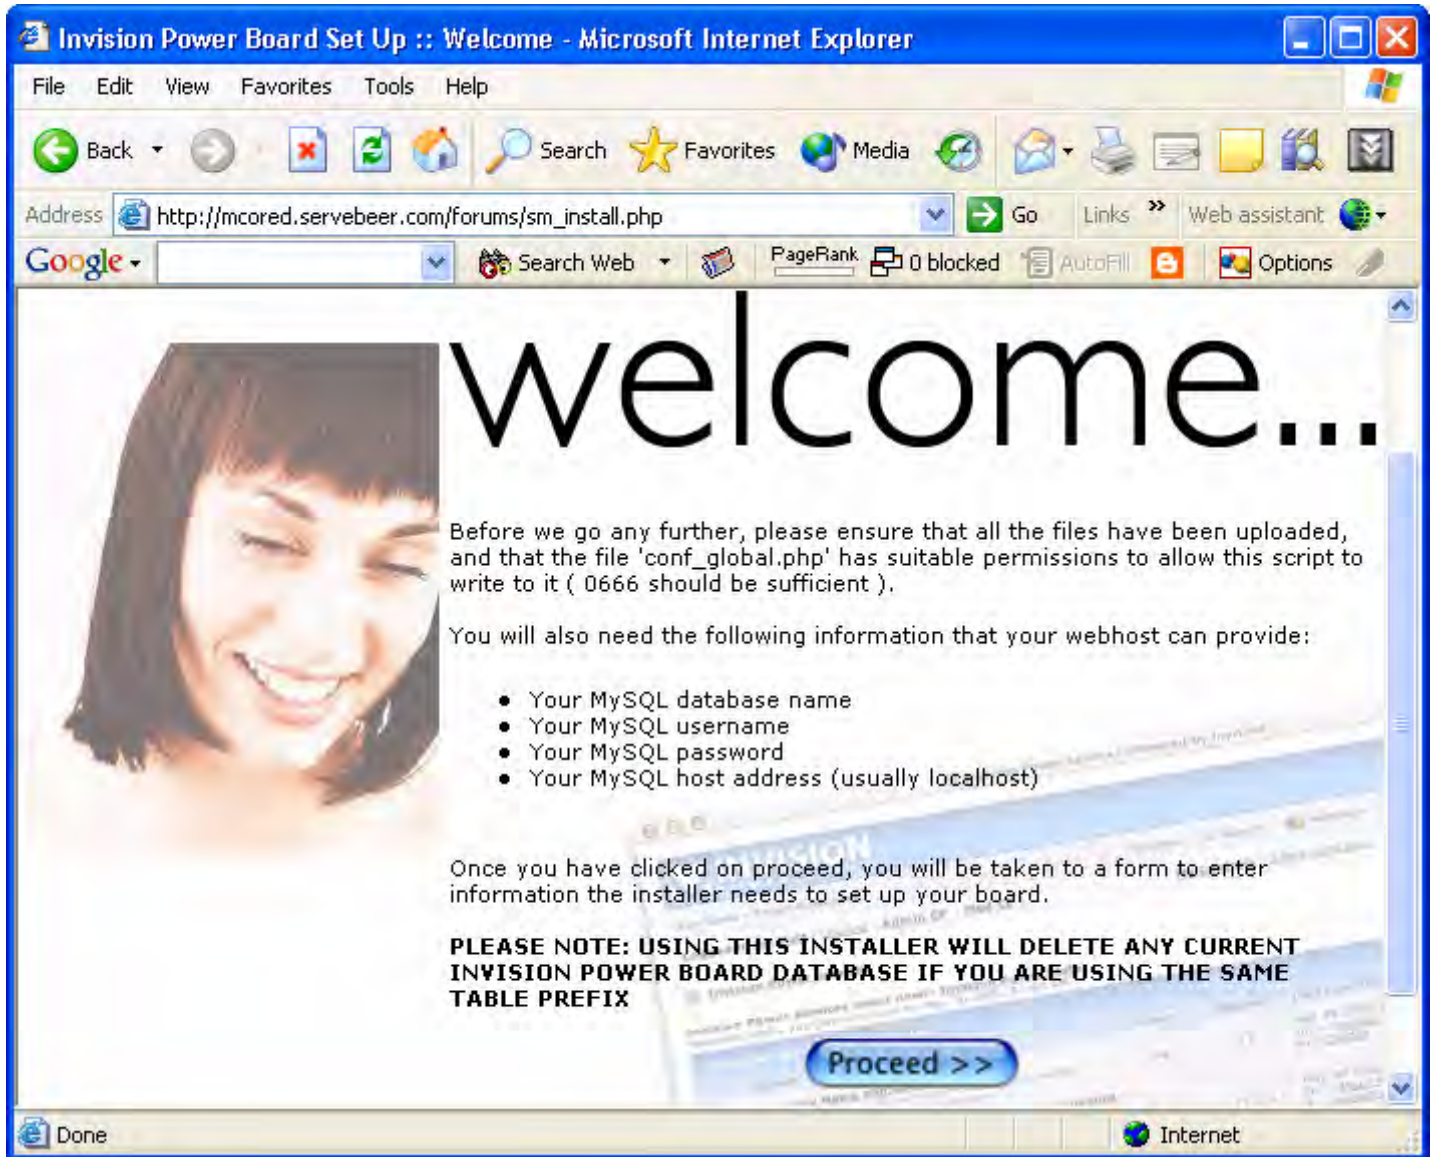 Invision Power Board Set Up :: Welcome - Microsoft Internet Explorer
File Edit View Favorites Tools Help
Back Search Favorites Media
Address http://mcored.servebeer.com/forums/sm_install.php Go Links » Web assistant
Google Search Web PageRank 0 blocked AutoFill Options
welcome...
Before we go any further, please ensure that all the files have been uploaded,
and that the file 'conf_global.php' has suitable permissions to allow this script to
write to it ( 0666 should be sufficient ).
You will also need the following information that your webhost can provide:
• Your MySQL database name
• Your MySQL username
• Your MySQL password
• Your MySQL host address (usually localhost)
INVISION
Once you have clicked on proceed, you will be taken to a form to enter
information the installer needs to set up your board.
PLEASE NOTE: USING THIS INSTALLER WILL DELETE ANY CURRENT
INVISION POWER BOARD DATABASE IF YOU ARE USING THE SAME
TABLE PREFIX
Proceed >>
Done Internet